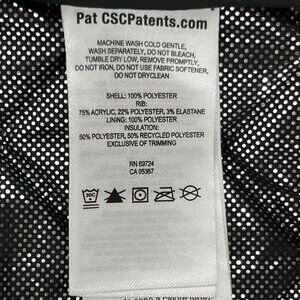 Pat CSCPatents.com
MACHINE WASH COLD GENTLE,
WASH SEPARATELY, DO NOT BLEACH,
TUMBLE DRY LOW, REMOVE PROMPTLY,
DO NOT IRON, DO NOT USE FABRIC SOFTENER,
DO NOT DRYCLEAN
SHELL: 100% POLYESTER
RIB:
75% ACRYLIC, 22% POLYESTER, 3% ELASTANE
LINING: 100% POLYESTER
INSULATION:
50% POLYESTER, 50% RECYCLED POLYESTER
EXCLUSIVE OF TRIMMING
RN 69724
CA 05367